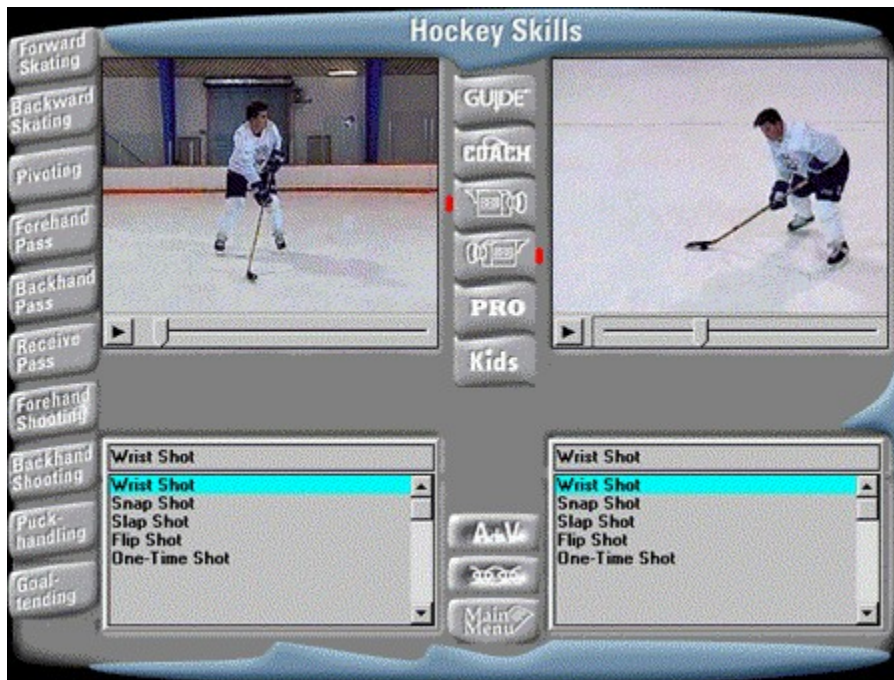 Hockey Skills
Forward
Skating
Backward
Skating
Pivoting
Forehand
Pass
Backhand
Pass
Receive
Pass
Forehand
Shooting
Backhand
Shooting
Puck-
handling
Goal-
tending
GUIDE
COACH
PRO
Kids
Wrist Shot
Wrist Shot
Snap Shot
Slap Shot
Flip Shot
One-Time Shot
Main
Menu
Wrist Shot
Wrist Shot
Snap Shot
Slap Shot
Flip Shot
One-Time Shot